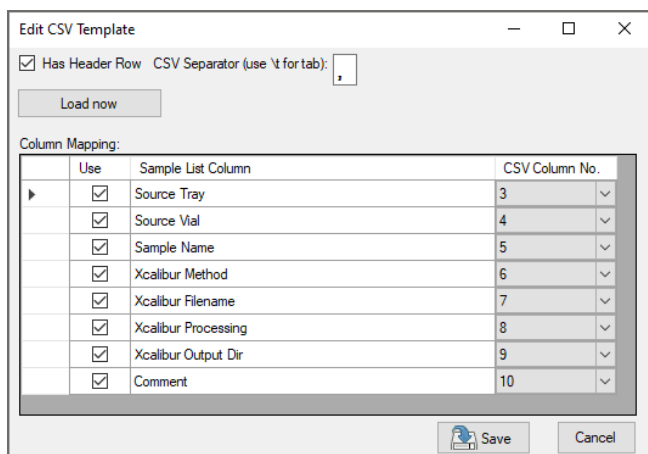 Edit CSV Template
Has Header Row CSV Separator (use \t for tab): ,
Load now
Column Mapping:
Use Sample List Column CSV Column No.
Source Tray 3
Source Vial 4
Sample Name 5
Xcalibur Method 6
Xcalibur Filename 7
Xcalibur Processing 8
Xcalibur Output Dir 9
Comment 10
Save Cancel